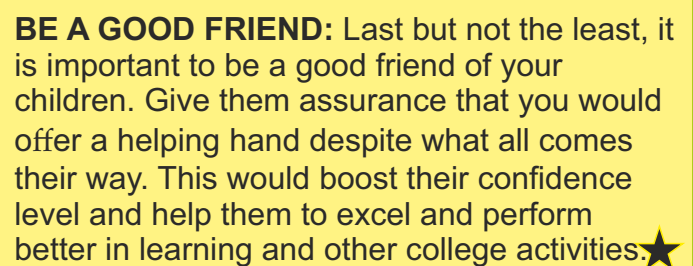 BE A GOOD FRIEND: Last but not the least, it
is important to be a good friend of your
children. Give them assurance that you would
offer a helping hand despite what all comes
their way. This would boost their confidence
level and help them to excel and perform
better in learning and other college activities.